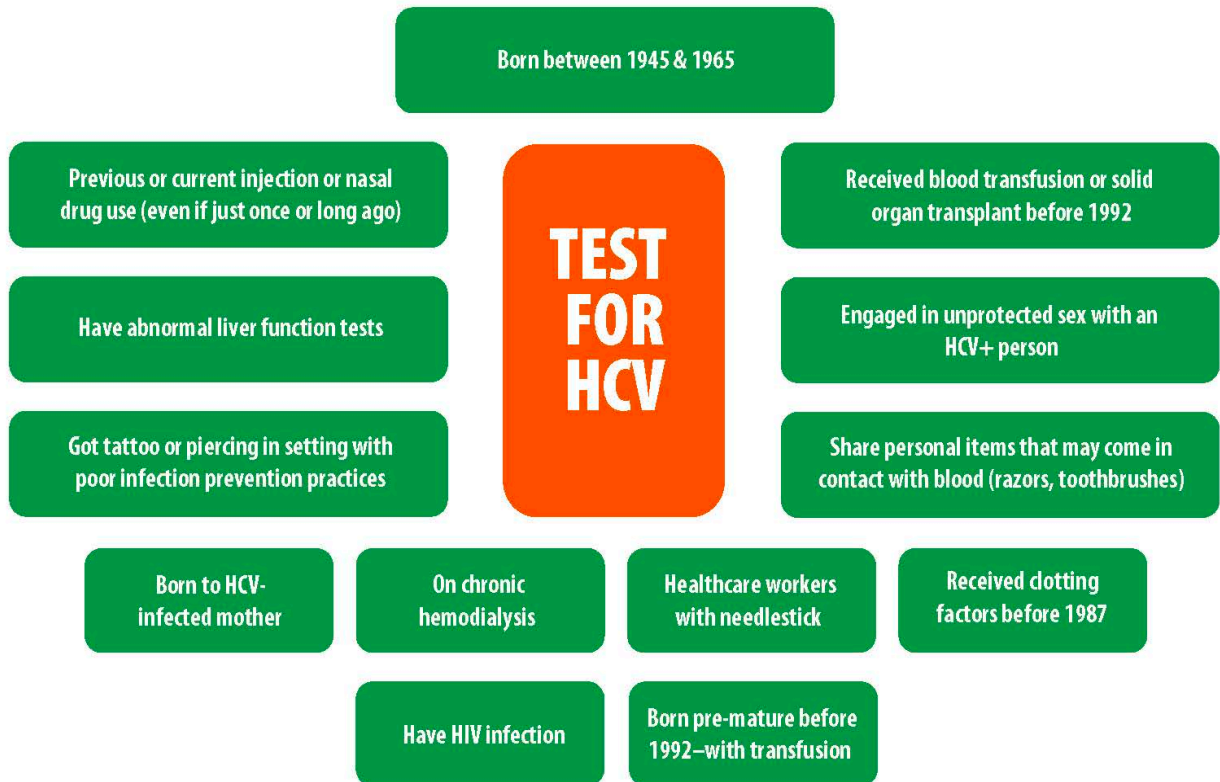 Born between 1945 & 1965
Previous or current injection or nasal
drug use (even if just once or long ago)
Have abnormal liver function tests
Got tattoo or piercing in setting with
poor infection prevention practices
TEST
FOR
HCV
Received blood transfusion or solid
organ transplant before 1992
Engaged in unprotected sex with an
HCV+ person
Share personal items that may come in
contact with blood (razors, toothbrushes)
Born to HCV-
infected mother
On chronic
hemodialysis
Healthcare workers
with needlestick
Received clotting
factors before 1987
Have HIV infection
Born pre-mature before
1992–with transfusion